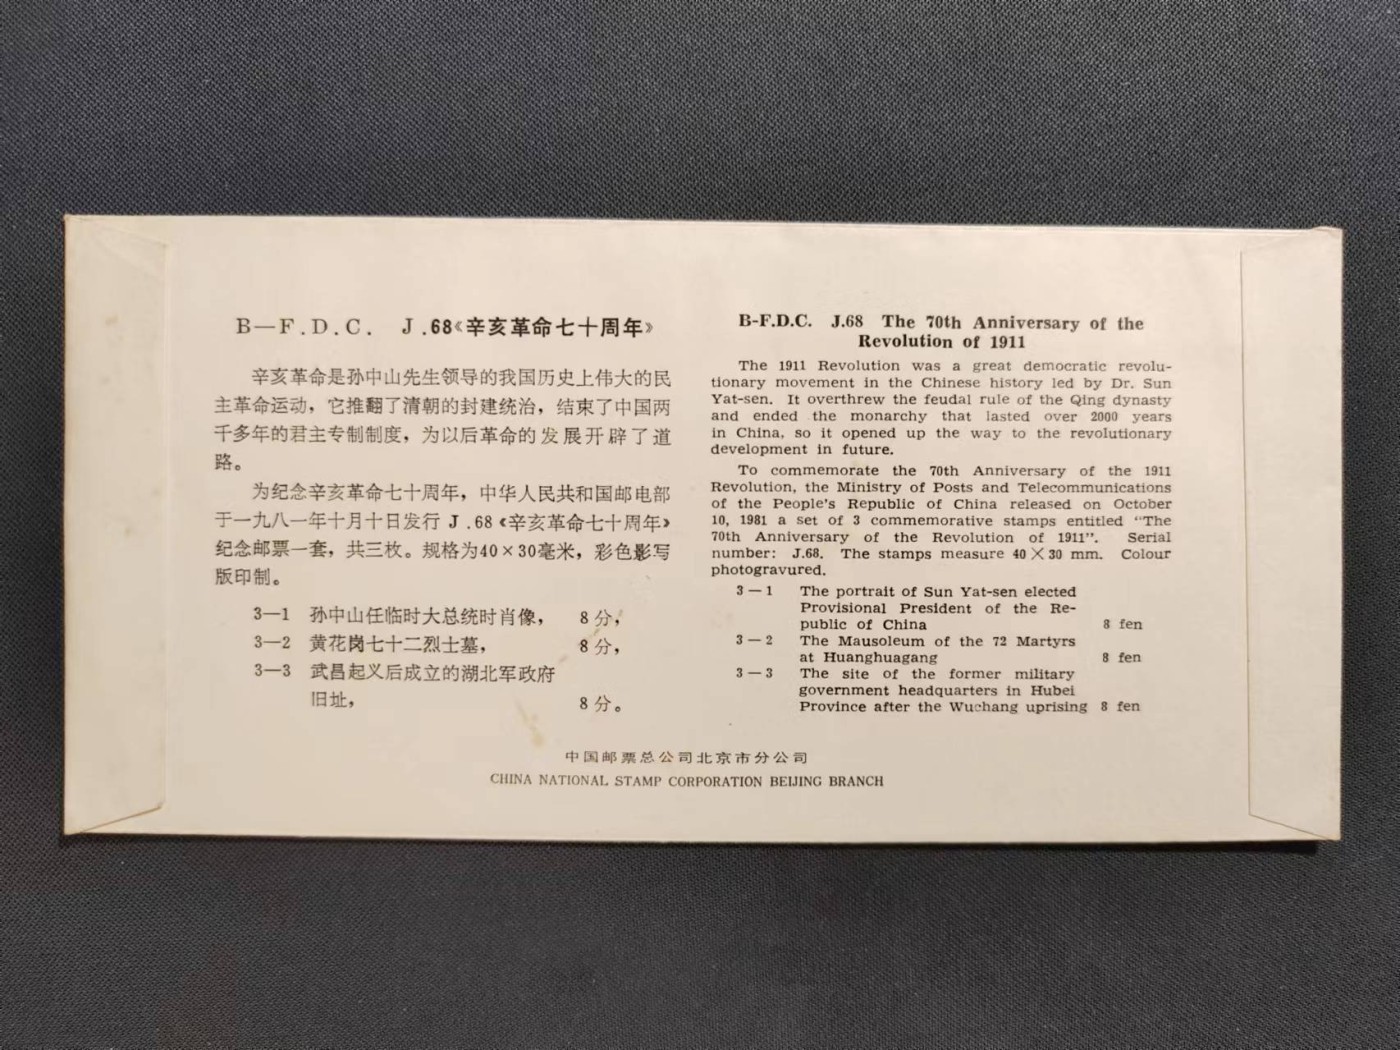 B—F.D.C. J.68《辛亥革命七十周年》
辛亥革命是孙中山先生领导的我国历史上伟大的民
主革命运动，它推翻了清朝的封建统治，结束了中国两
千多年的君主专制制度，为以后革命的发展开辟了道
路。
为纪念辛亥革命七十周年，中华人民共和国邮电部
于一九八一年十月十日发行 J.68《辛亥革命七十周年》
纪念邮票一套，共三枚。规格为40×30毫米，彩色影写
版印制。
3—1 孙中山任临时大总统时肖像， 8分，
3—2 黄花岗七十二烈士墓， 8分，
3—3 武昌起义后成立的湖北军政府
旧址， 8分。
B-F.D.C. J.68 The 70th Anniversary of the
Revolution of 1911
The 1911 Revolution was a great democratic revolu-
tionary movement in the Chinese history led by Dr. Sun
Yat-sen. It overthrew the feudal rule of the Qing dynasty
and ended the monarchy that lasted over 2000 years
in China, so it opened up the way to the revolutionary
development in future.
To commemorate the 70th Anniversary of the 1911
Revolution, the Ministry of Posts and Telecommunications
of the People's Republic of China released on October
10, 1981 a set of 3 commemorative stamps entitled "The
70th Anniversary of the Revolution of 1911". Serial
number: J.68. The stamps measure 40×30 mm. Colour
photogravured.
3—1 The portrait of Sun Yat-sen elected
Provisional President of the Re-
public of China 8 fen
3—2 The Mausoleum of the 72 Martyrs
at Huanghuagang 8 fen
3—3 The site of the former military
government headquarters in Hubei
Province after the Wuchang uprising 8 fen
中国邮票总公司北京市分公司
CHINA NATIONAL STAMP CORPORATION BEIJING BRANCH